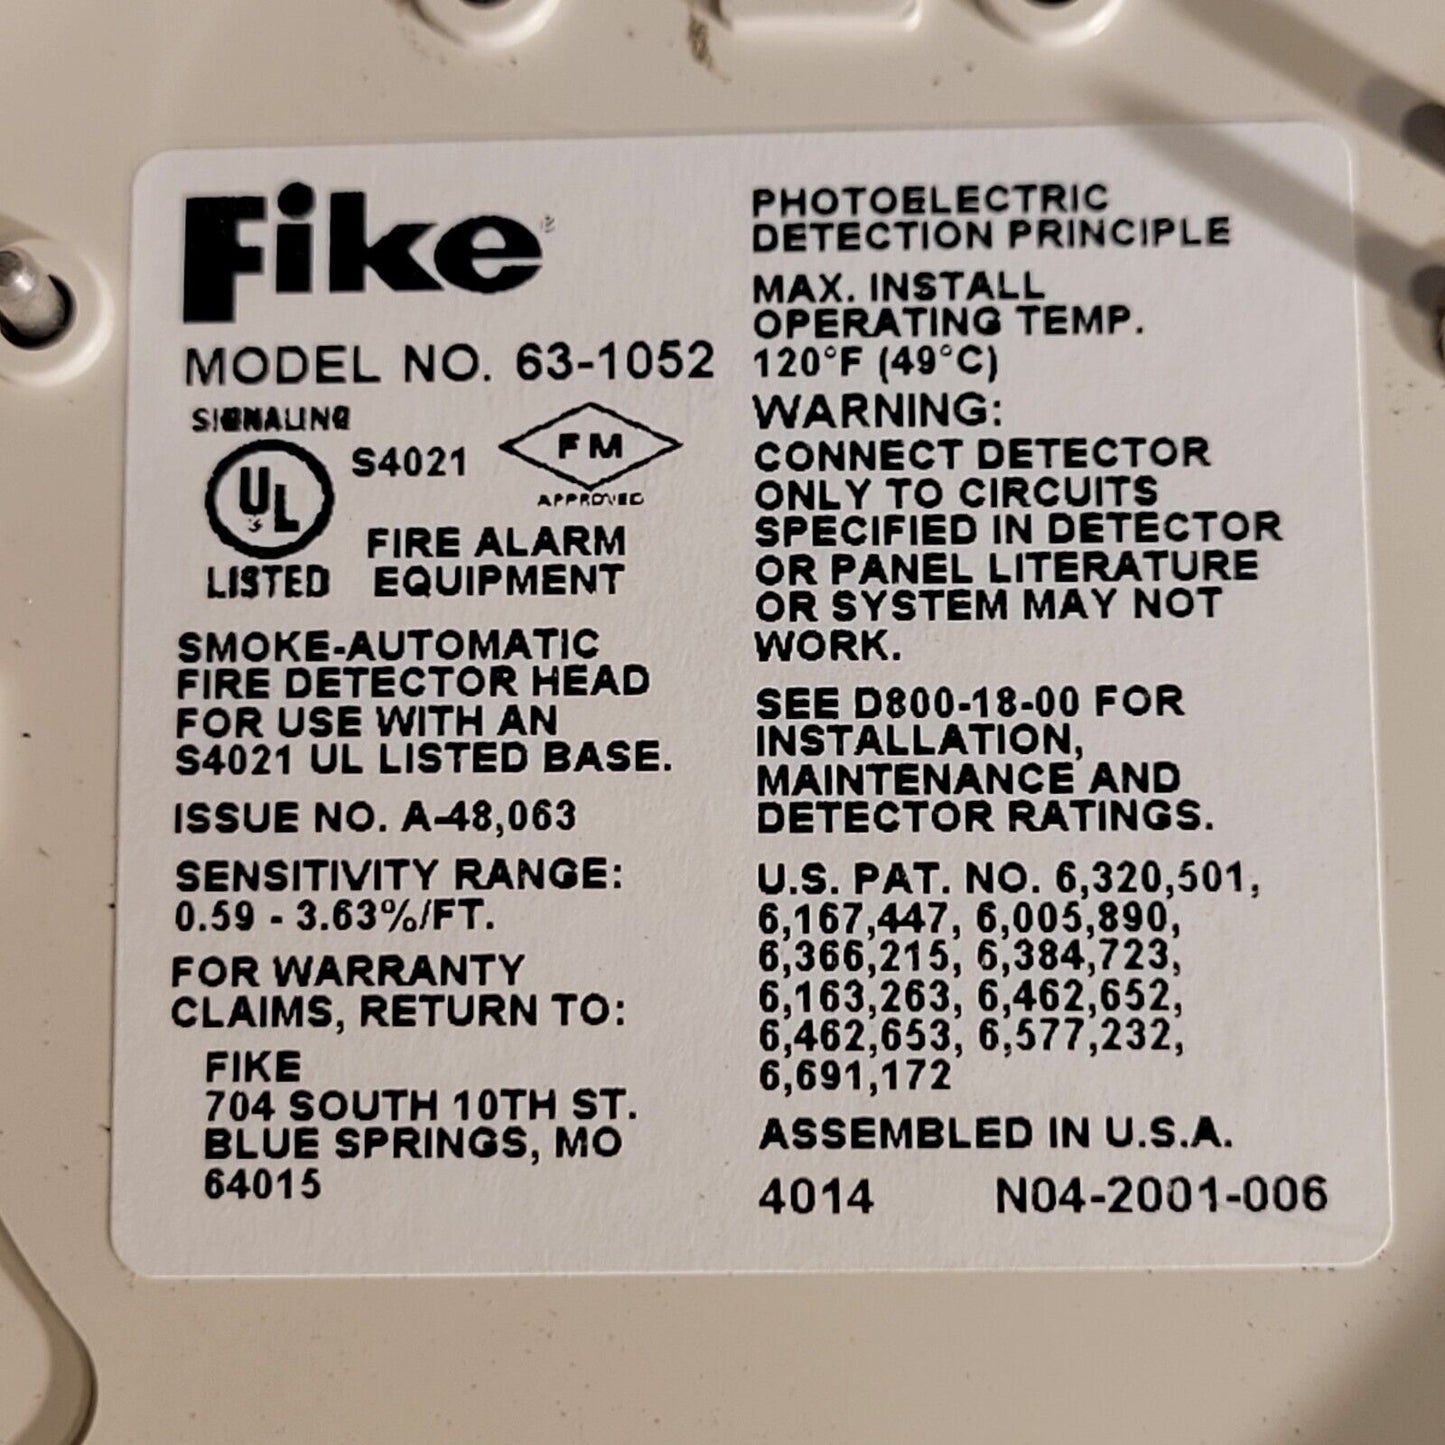 Fike
MODEL NO. 63-1052
SIGNALING
UL
S4021
FM
APPROVED
LISTED
FIRE ALARM
EQUIPMENT
SMOKE-AUTOMATIC
FIRE DETECTOR HEAD
FOR USE WITH AN
S4021 UL LISTED BASE.
ISSUE NO. A-48,063
SENSITIVITY RANGE:
0.59 - 3.63%/FT.
FOR WARRANTY
CLAIMS, RETURN TO:
FIKE
704 SOUTH 10TH ST.
BLUE SPRINGS, MO
64015
PHOTOELECTRIC
DETECTION PRINCIPLE
MAX. INSTALL
OPERATING TEMP.
120°F (49°C)
WARNING:
CONNECT DETECTOR
ONLY TO CIRCUITS
SPECIFIED IN DETECTOR
OR PANEL LITERATURE
OR SYSTEM MAY NOT
WORK.
SEE D800-18-00 FOR
INSTALLATION,
MAINTENANCE AND
DETECTOR RATINGS.
U.S. PAT. NO. 6,320,501,
6,167,447, 6,005,890,
6,366,215, 6,384,723,
6,163,263, 6,462,652,
6,462,653, 6,577,232,
6,691,172
ASSEMBLED IN U.S.A.
4014 N04-2001-006